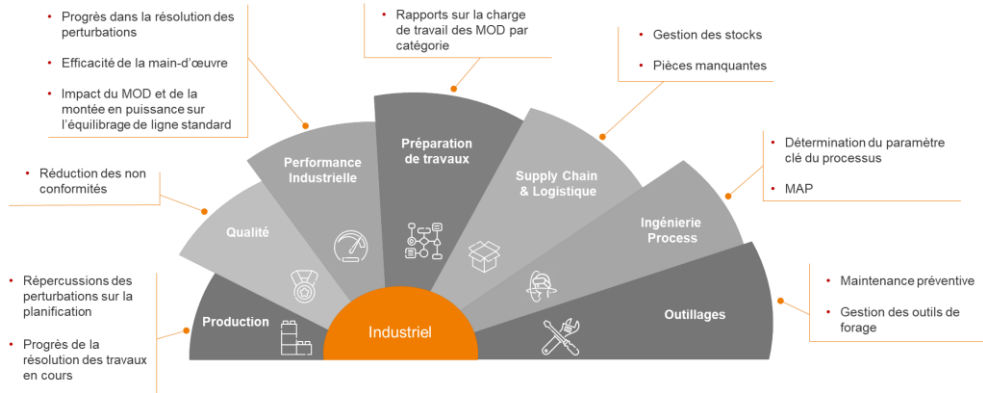 • Progrès dans la résolution des
perturbations
• Efficacité de la main-d'œuvre
• Impact du MOD et de la
montée en puissance sur
l'équilibrage de ligne standard
• Rapports sur la charge
de travail des MOD par
catégorie
• Gestion des stocks
• Pièces manquantes
• Réduction des non
conformités
• Détermination du paramètre
clé du processus
• MAP
• Répercussions des
perturbations sur la
planification
• Progrès de la
résolution des travaux
en cours
• Maintenance préventive
• Gestion des outils de
forage
Production
Qualité
Performance
Industrielle
Préparation
de travaux
Supply Chain
& Logistique
Ingénierie
Process
Outillages
Industriel